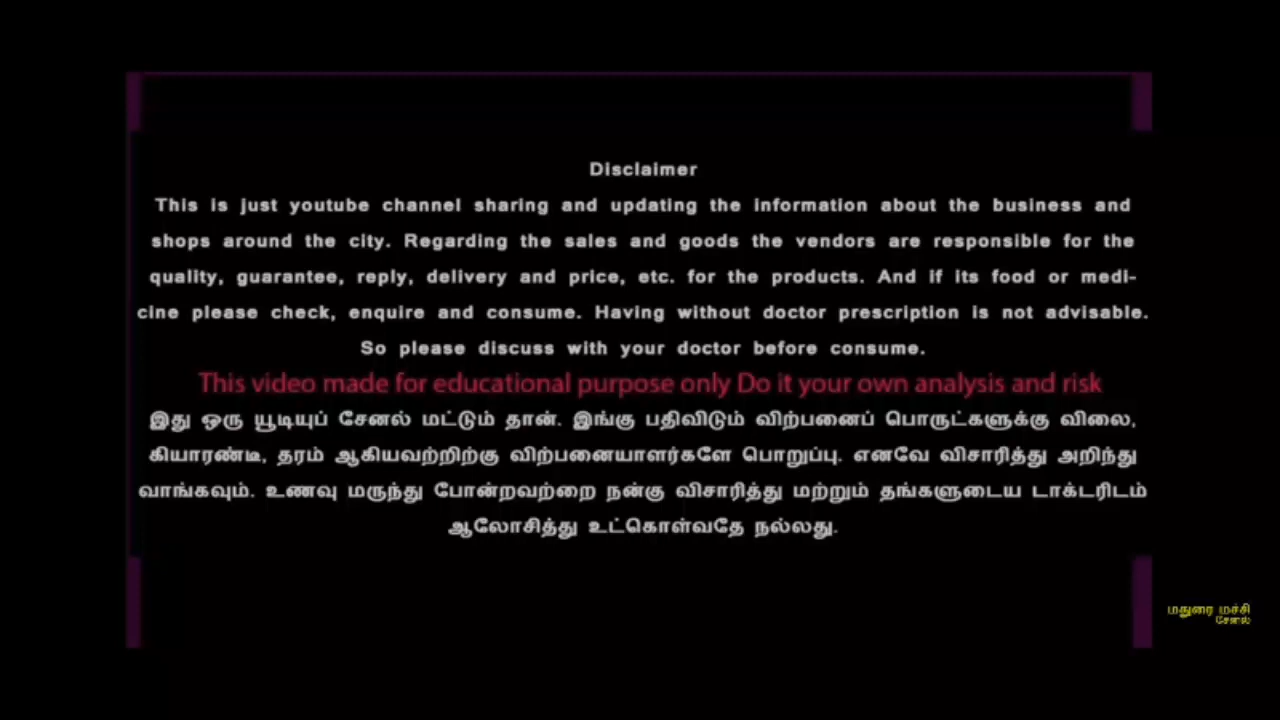 Disclaimer
This is just youtube channel sharing and updating the information about the business and
shops around the city. Regarding the sales and goods the vendors are responsible for the
quality, guarantee, reply, delivery and price, etc. for the products. And if its food or medi-
cine please check, enquire and consume. Having without doctor prescription is not advisable.
So please discuss with your doctor before consume.
This video made for educational purpose only Do it your own analysis and risk
இது ஒரு யூடியுப் சேனல் மட்டும் தான். இங்கு பதிவிடும் விற்பனைப் பொருட்களுக்கு விலை,
கியாரண்டீ, தரம் ஆகியவற்றிற்கு விற்பனையாளர்களே பொறுப்பு. எனவே விசாரித்து அறிந்து
வாங்கவும். உணவு மருந்து போன்றவற்றை நன்கு விசாரித்து மற்றும் தங்களுடைய டாக்டரிடம்
ஆலோசித்து உட்கொள்வதே நல்லது.
மதுரை மச்சி
சேனல்